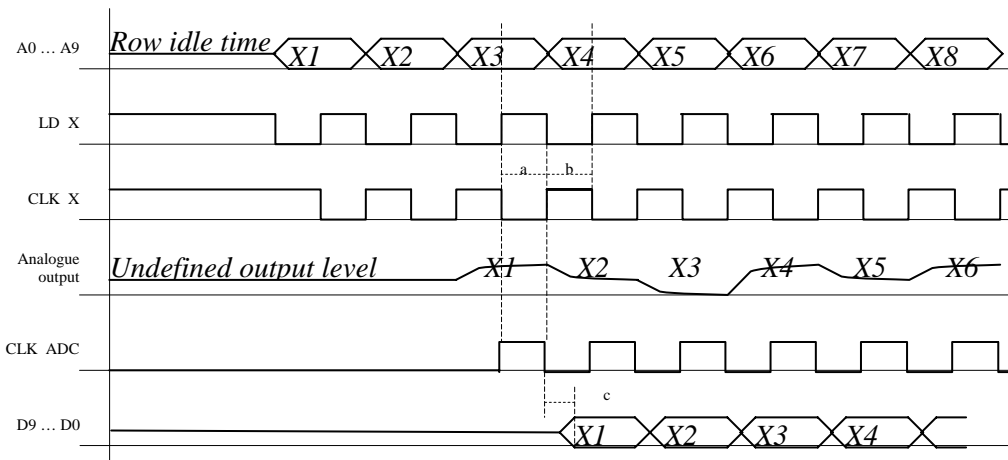 A0 ... A9 Row idle time X1 X2 X3 X4 X5 X6 X7 X8
LD X
a b
CLK X
Analogue output Undefined output level X1 X2 X3 X4 X5 X6
CLK ADC
c
D9 ... D0 X1 X2 X3 X4